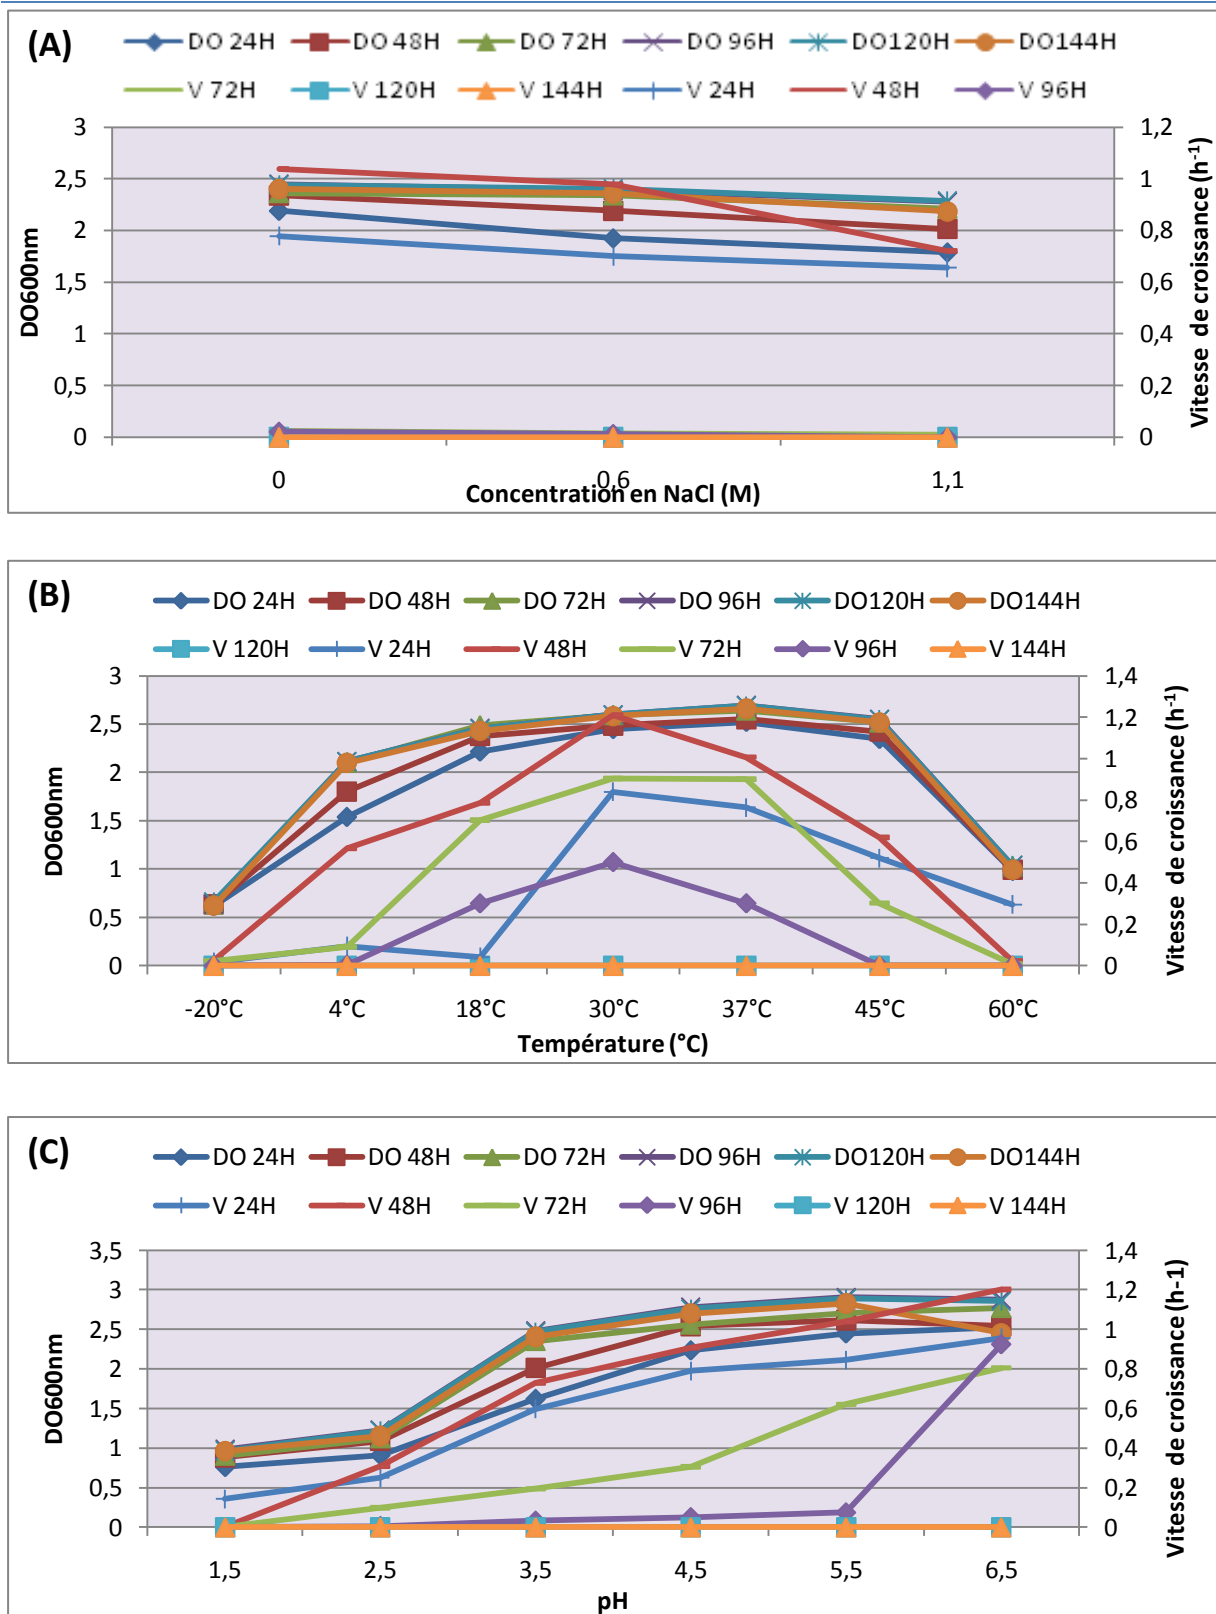 (A)
DO 24H DO 48H DO 72H DO 96H DO120H DO144H
V 72H V 120H V 144H V 24H V 48H V 96H
3
2,5
2
1,5
1
0,5
0
DO600nm
1,2
1
0,8
0,6
0,4
0,2
0
Vitesse de croissance (h-1)
0 0,6 1,1
Concentration en NaCl (M)
(B)
DO 24H DO 48H DO 72H DO 96H DO120H DO144H
V 120H V 24H V 48H V 72H V 96H V 144H
3
2,5
2
1,5
1
0,5
0
DO600nm
1,4
1,2
1
0,8
0,6
0,4
0,2
0
Vitesse de croissance (h-1)
-20°C 4°C 18°C 30°C 37°C 45°C 60°C
Température (°C)
(C)
DO 24H DO 48H DO 72H DO 96H DO120H DO144H
V 24H V 48H V 72H V 96H V 120H V 144H
3,5
3
2,5
2
1,5
1
0,5
0
DO600nm
1,4
1,2
1
0,8
0,6
0,4
0,2
0
Vitesse de croissance (h-1)
1,5 2,5 3,5 4,5 5,5 6,5
pH